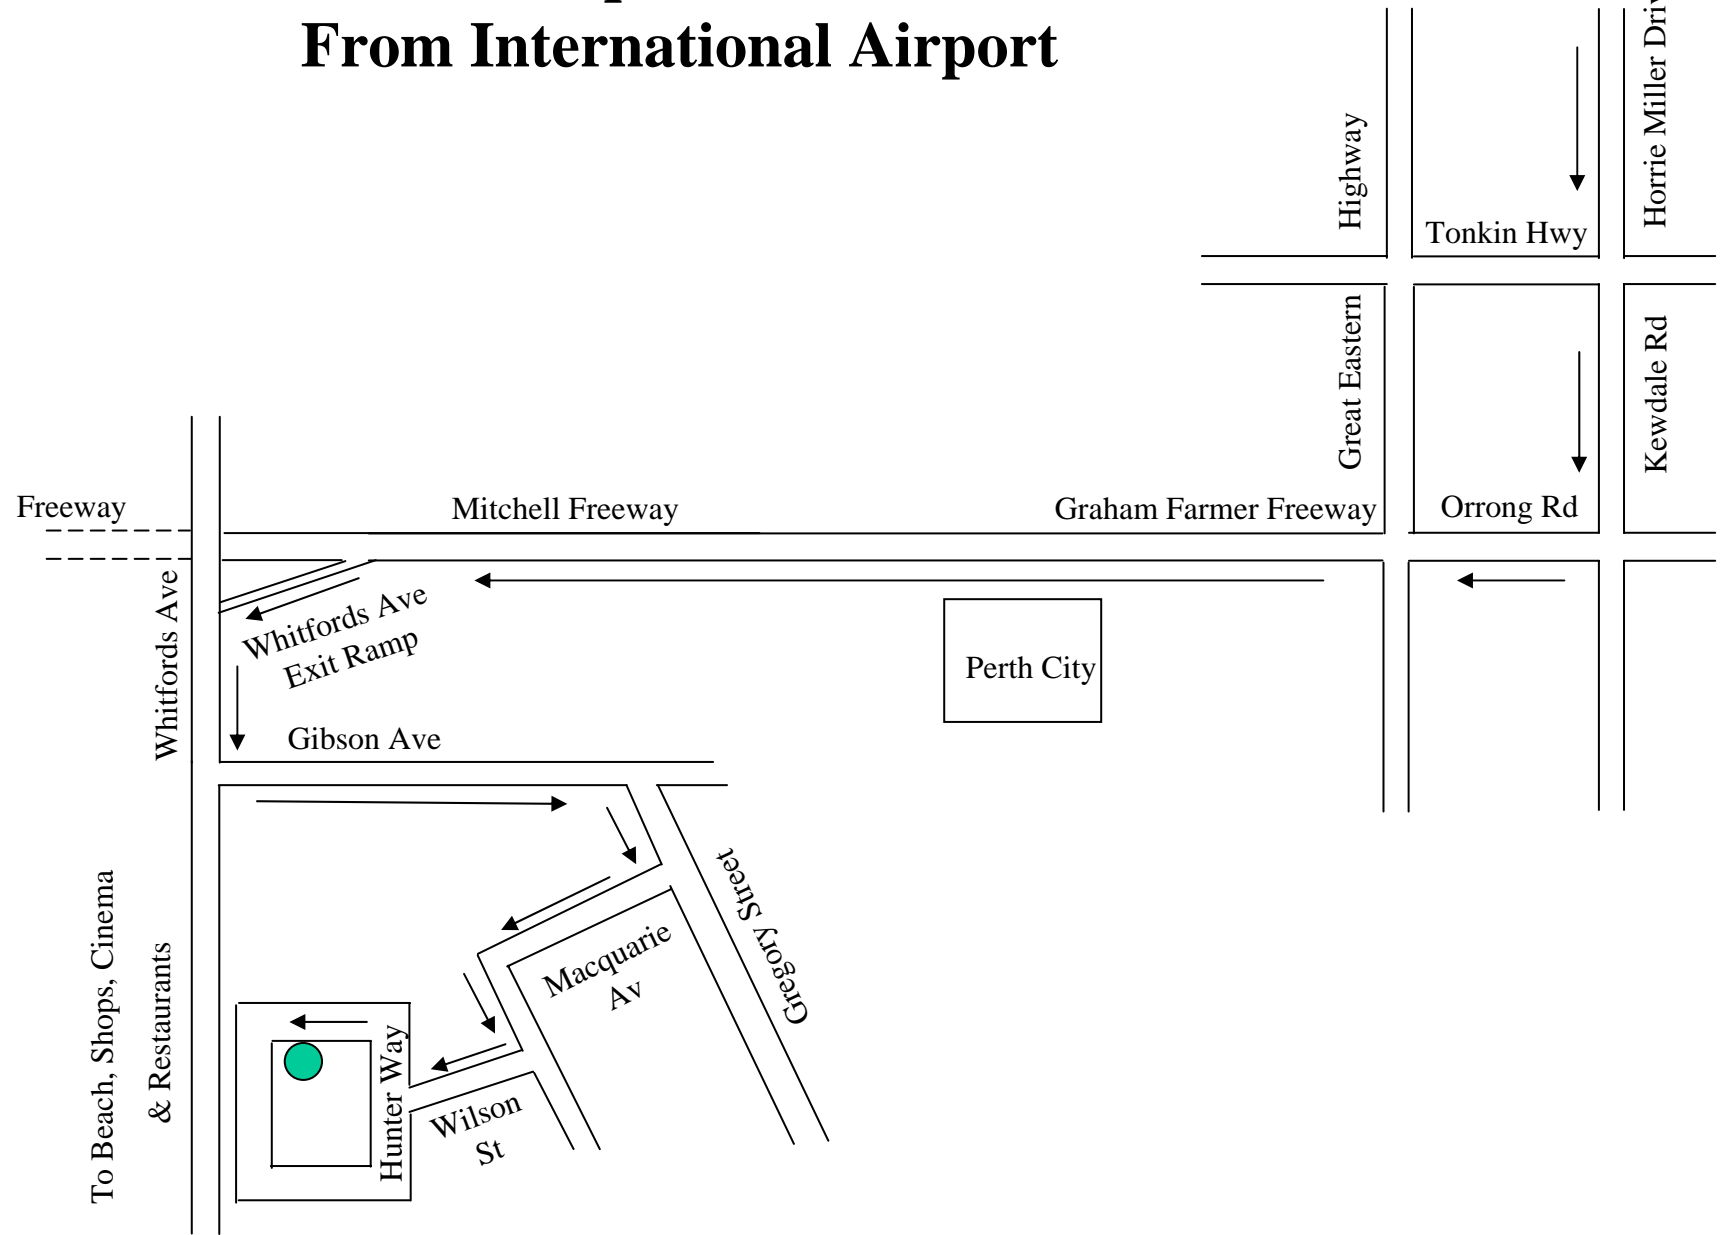 From International Airport
Horrie Miller Driv
Highway
Tonkin Hwy
Great Eastern
Kewdale Rd
Freeway
Mitchell Freeway
Graham Farmer Freeway
Orrong Rd
Whitfords Ave
Whitfords Ave
Exit Ramp
Perth City
Gibson Ave
Gregory Street
Macquarie
Av
To Beach, Shops, Cinema
& Restaurants
Hunter Way
Wilson
St